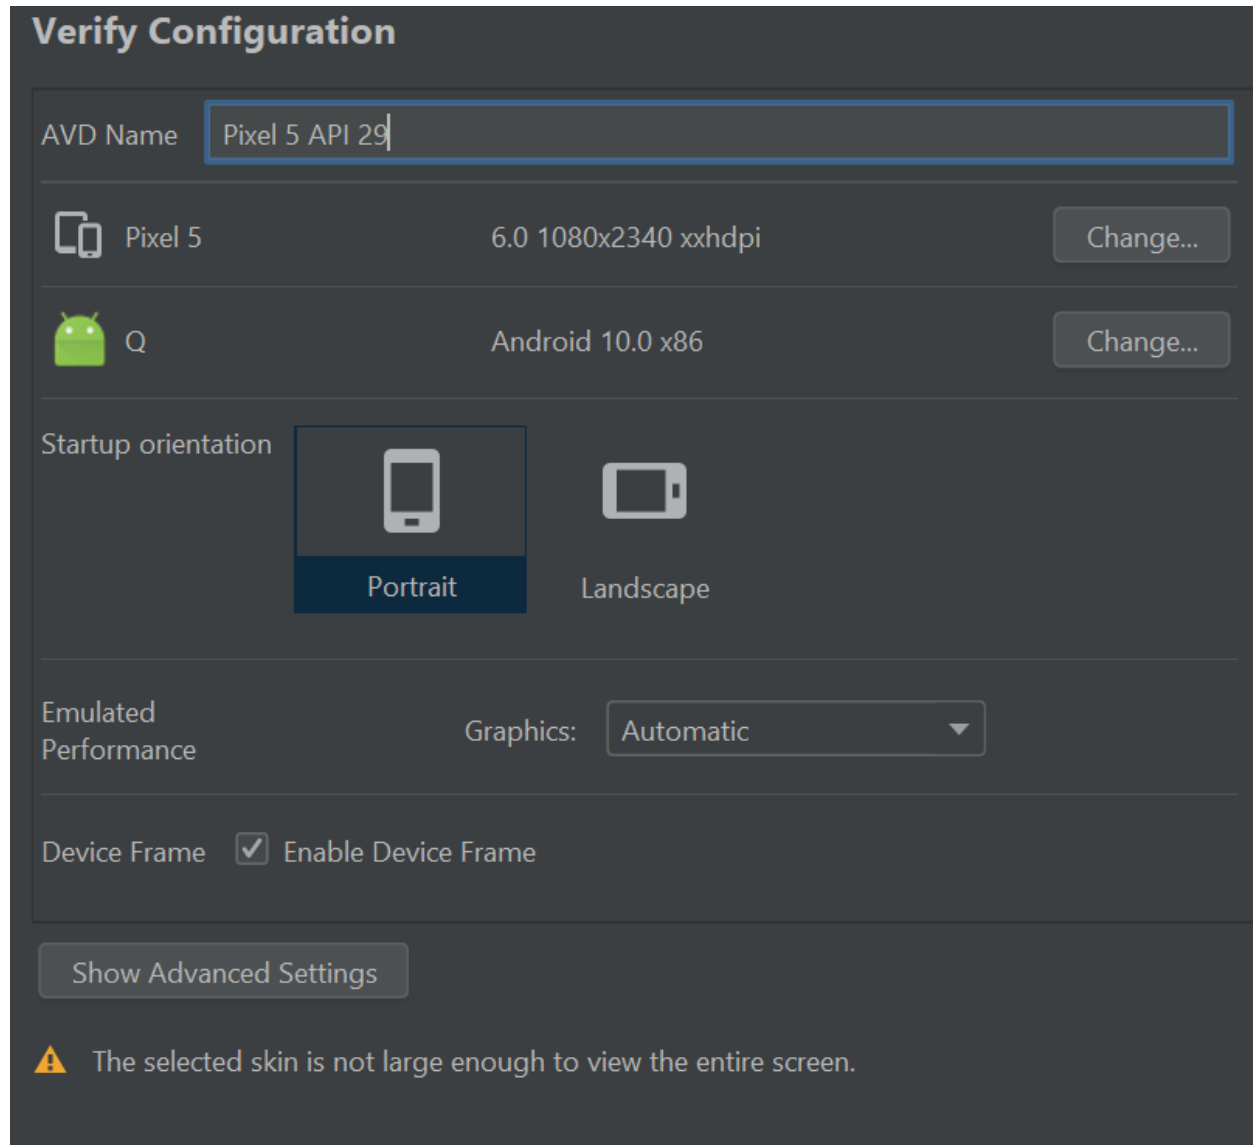 Verify Configuration
AVD Name
Pixel 5 API 29
Pixel 5
6.0 1080x2340 xxhdpi
Change...
Q
Android 10.0 x86
Change...
Startup orientation
Portrait
Landscape
Emulated
Performance
Graphics:
Automatic
Device Frame
Enable Device Frame
Show Advanced Settings
The selected skin is not large enough to view the entire screen.